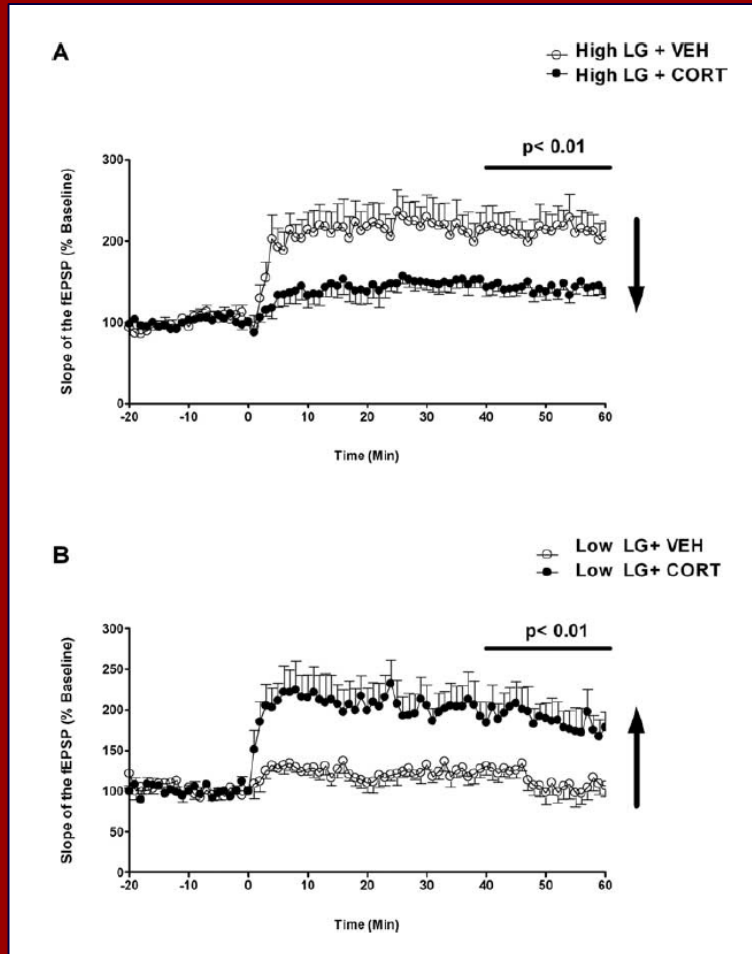 A
High LG + VEH
High LG + CORT
p< 0.01
Slope of the fEPSP (% Baseline)
300
200
100
0
-20
-10
0
10
20
30
40
50
60
Time (Min)
B
Low LG+ VEH
Low LG+ CORT
p< 0.01
Slope of the fEPSP (% Baseline)
300
250
200
150
100
50
0
-20
-10
0
10
20
30
40
50
60
Time (Min)